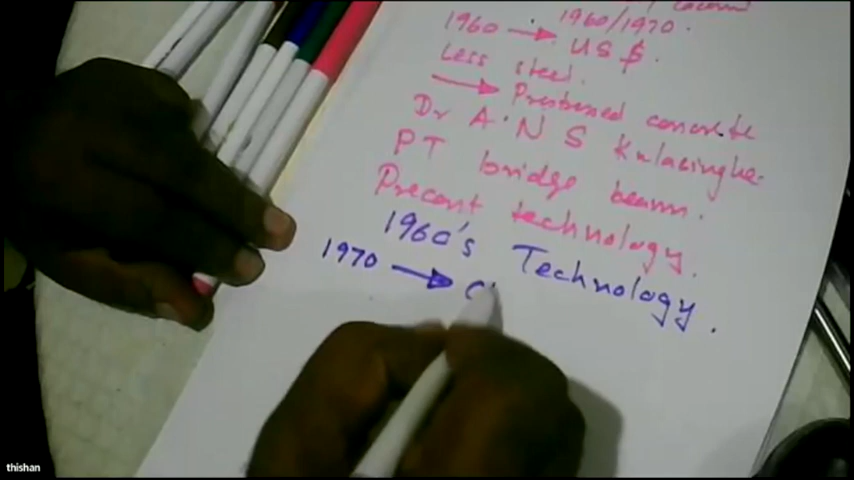 1960 → 1960/1970.
US $.
Less steel.
→ Prestressed concrete
Dr A.N S Kulasinghe.
PT bridge beam.
Precast technology.
1960's Technology.
1970 →
thishan